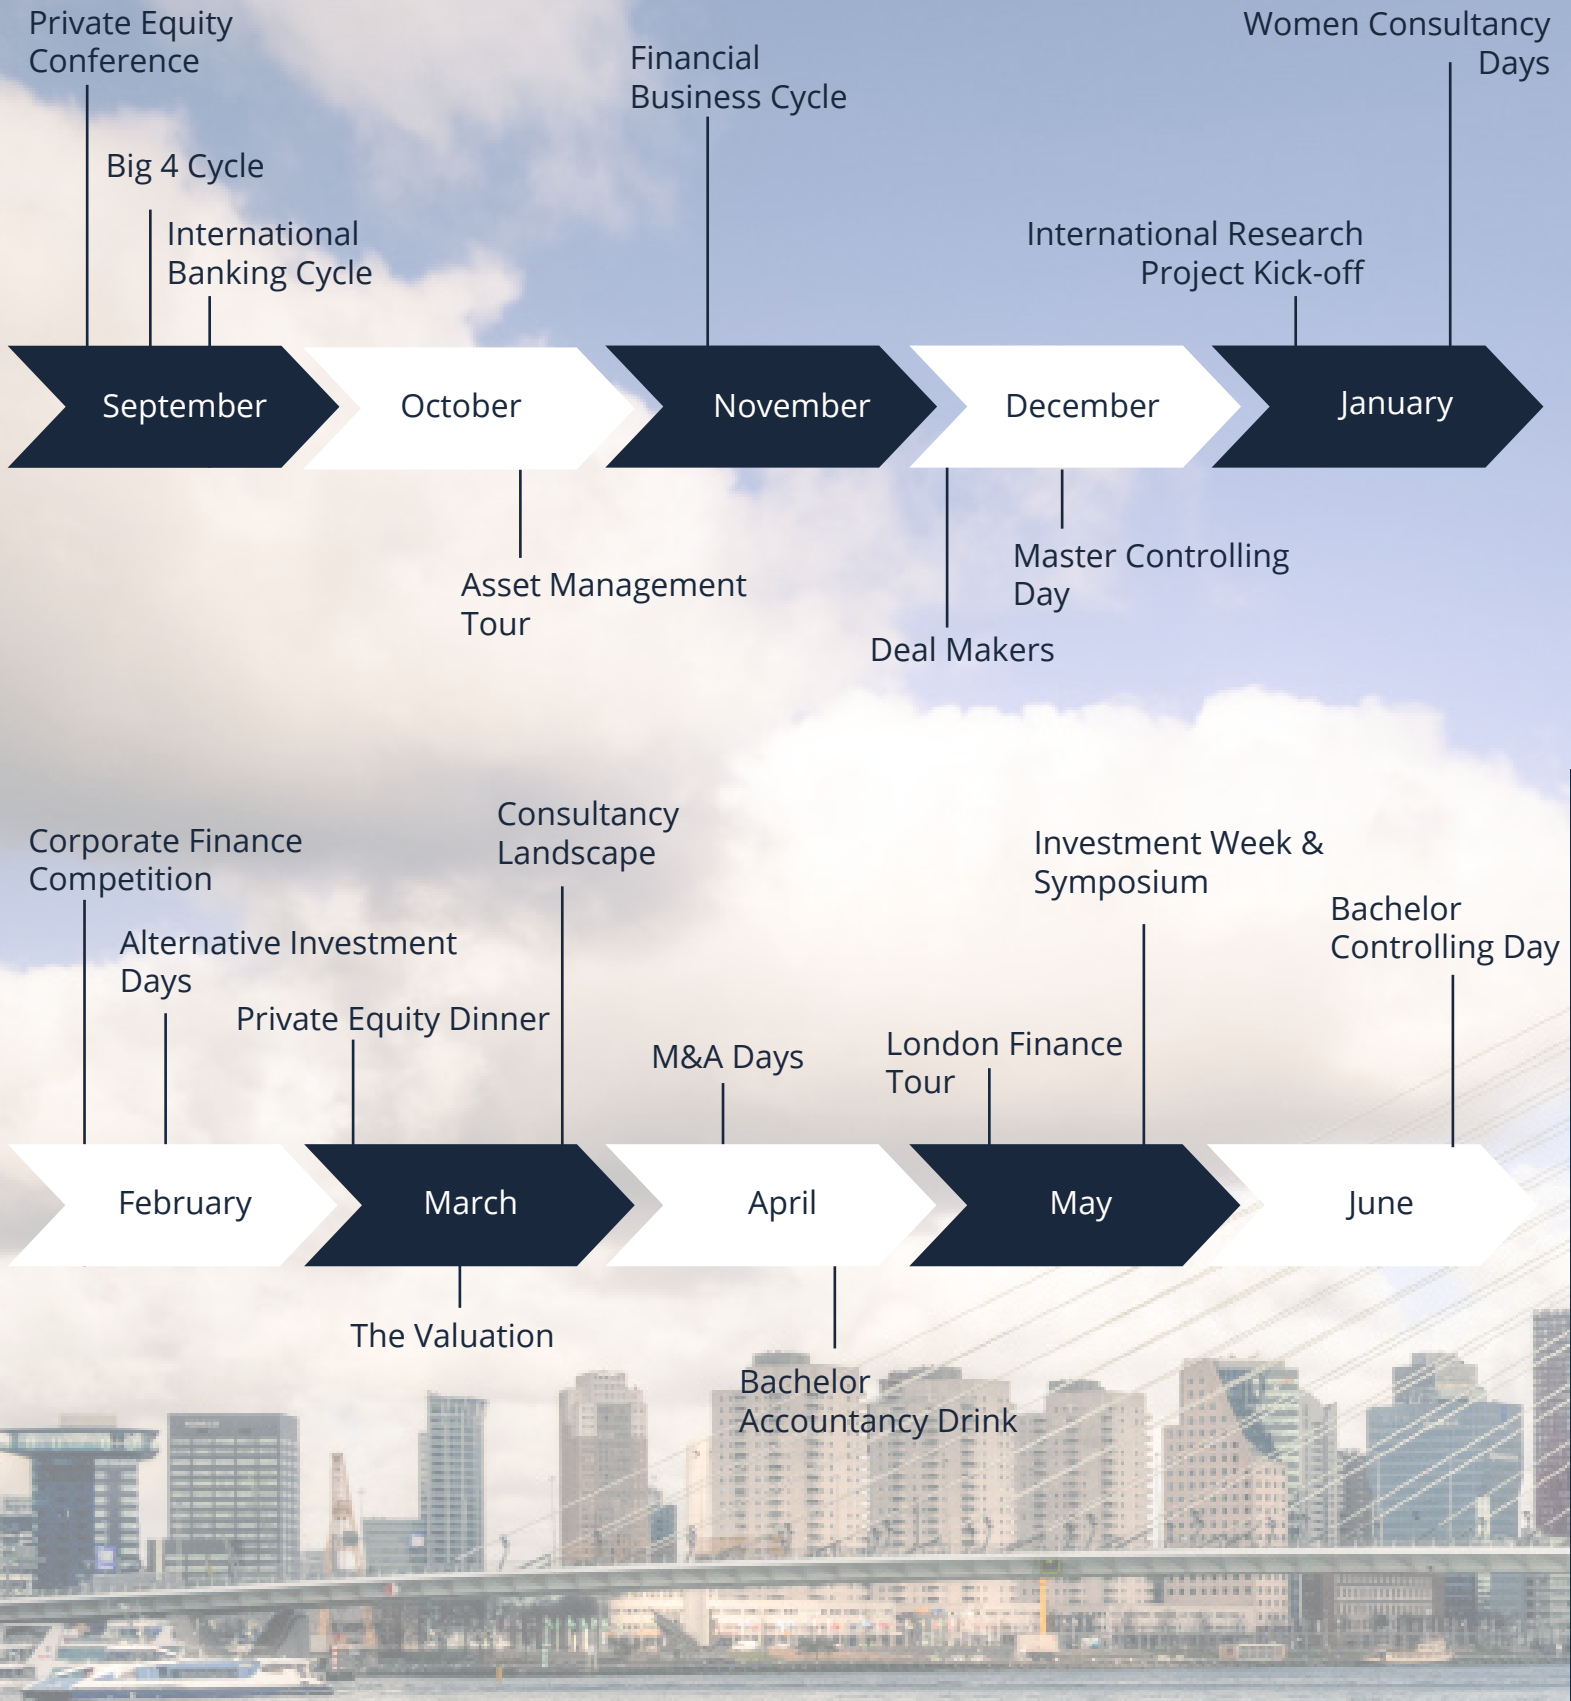 Private Equity
Conference
Big 4 Cycle
International
Banking Cycle
Financial
Business Cycle
International Research
Project Kick-off
Women Consultancy
Days
September
October
November
December
January
Asset Management
Tour
Deal Makers
Master Controlling
Day
Corporate Finance
Competition
Alternative Investment
Days
Private Equity Dinner
Consultancy
Landscape
M&A Days
London Finance
Tour
Investment Week &
Symposium
Bachelor
Controlling Day
February
March
April
May
June
The Valuation
Bachelor
Accountancy Drink